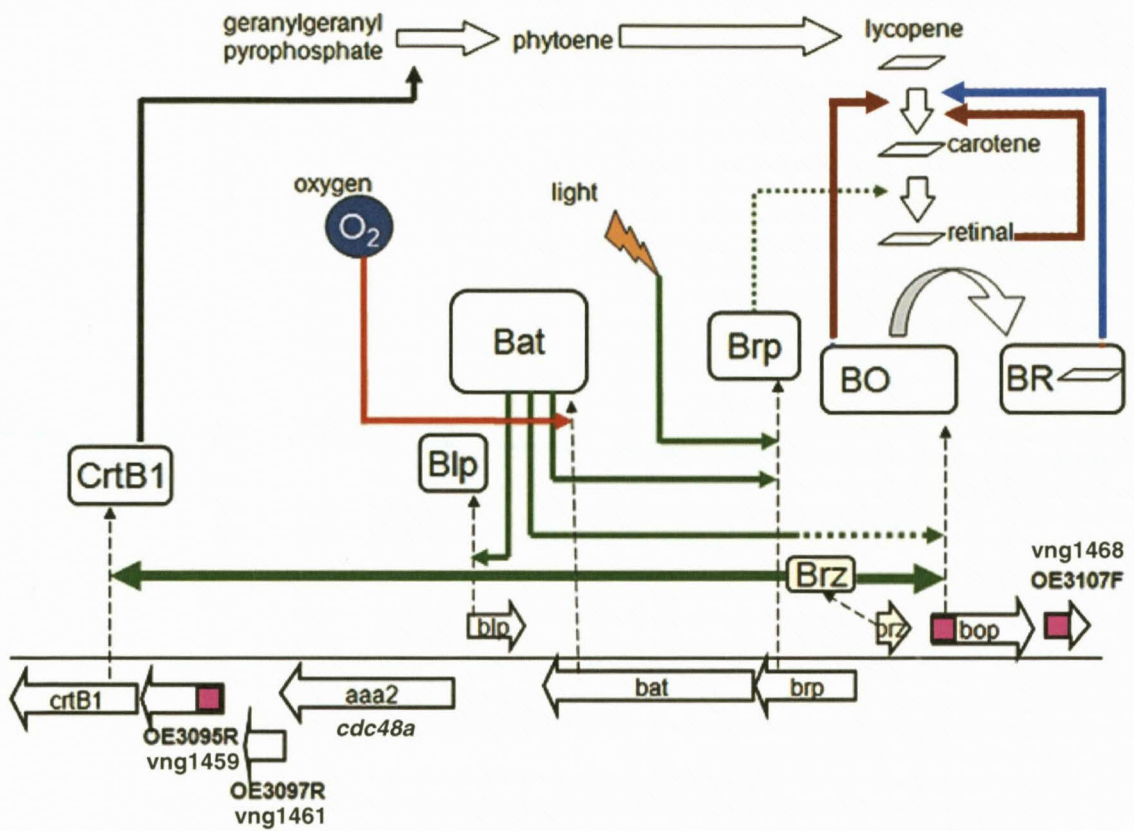 geranylgeranyl
pyrophosphate
phytoene
lycopene
carotene
retinal
oxygen
O2
light
Bat
Brp
BO
BR
CrtB1
Blp
Brz
vng1468
OE3107F
blp
brz
bop
crtB1
aaa2
cdc48a
bat
brp
OE3095R
vng1459
OE3097R
vng1461